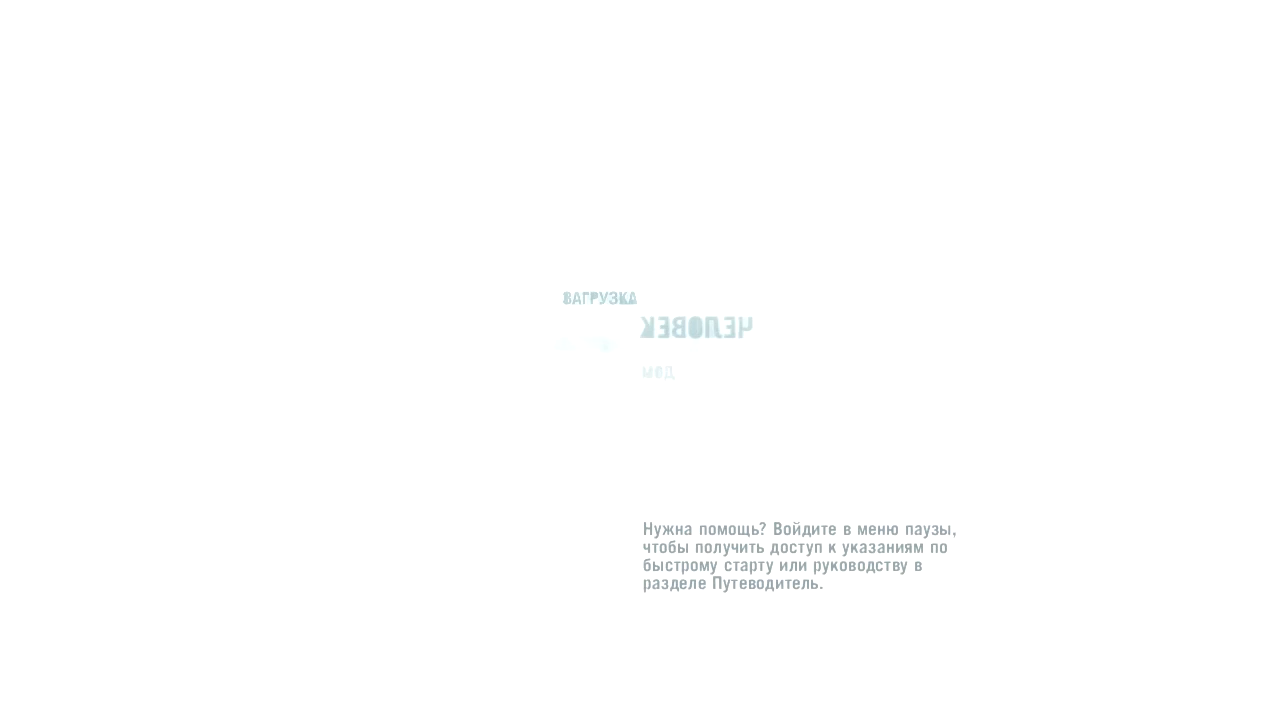 ЗАГРУЗКА
ЧЕЛОВЕК
МОД
Нужна помощь? Войдите в меню паузы,
чтобы получить доступ к указаниям по
быстрому старту или руководству в
разделе Путеводитель.